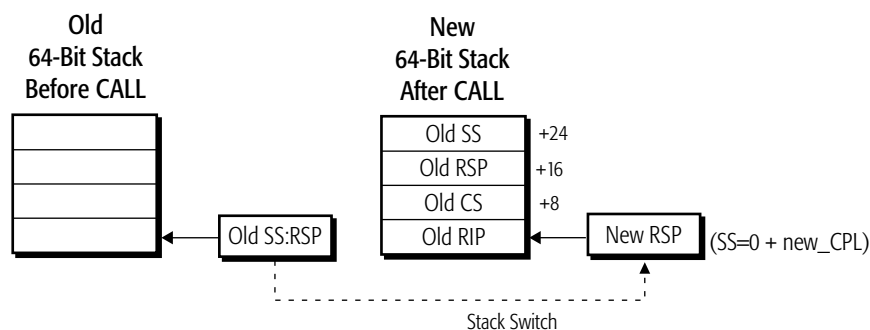 Old
64-Bit Stack
Before CALL
New
64-Bit Stack
After CALL
Old SS +24
Old RSP +16
Old CS +8
Old RIP
Old SS:RSP
New RSP (SS=0 + new_CPL)
Stack Switch